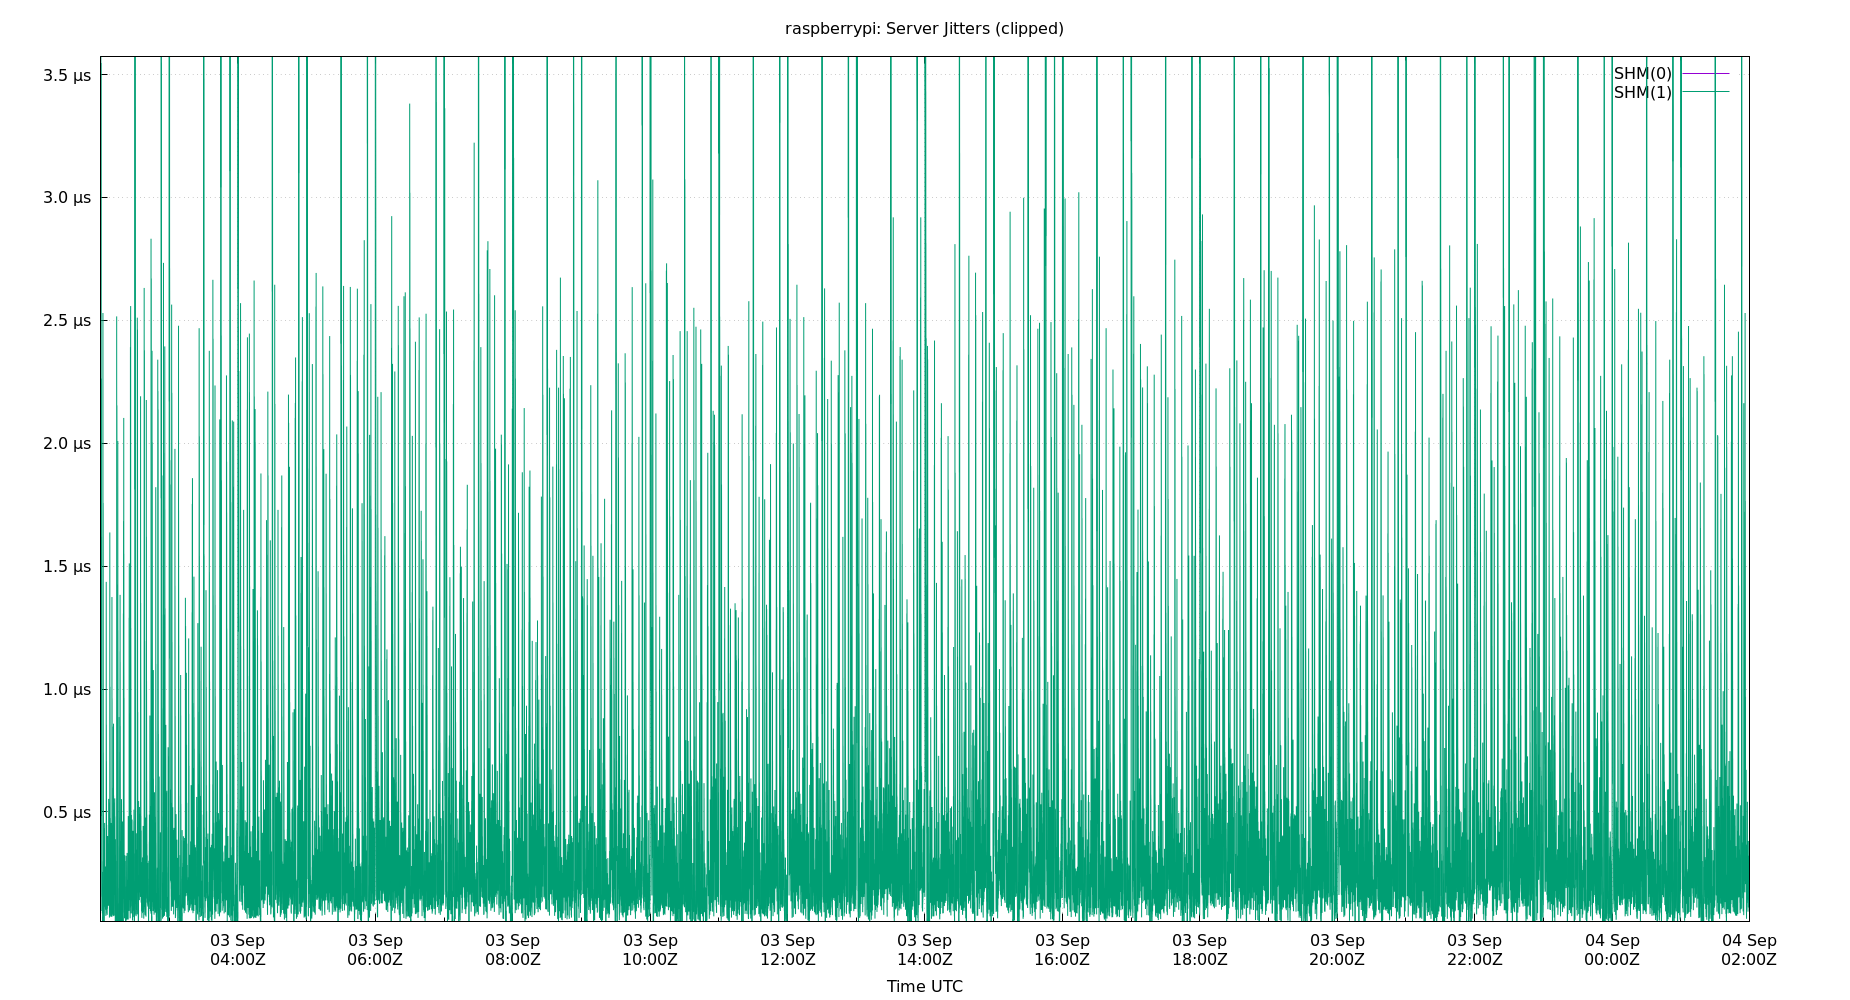 raspberrypi: Server Jitters (clipped)
3.5 µs
3.0 µs
2.5 µs
2.0 µs
1.5 µs
1.0 µs
0.5 µs
SHM(0)
SHM(1)
03 Sep 03 Sep 03 Sep 03 Sep 03 Sep 03 Sep 03 Sep 03 Sep 03 Sep 03 Sep 04 Sep 04 Sep
04:00Z 06:00Z 08:00Z 10:00Z 12:00Z 14:00Z 16:00Z 18:00Z 20:00Z 22:00Z 00:00Z 02:00Z
Time UTC